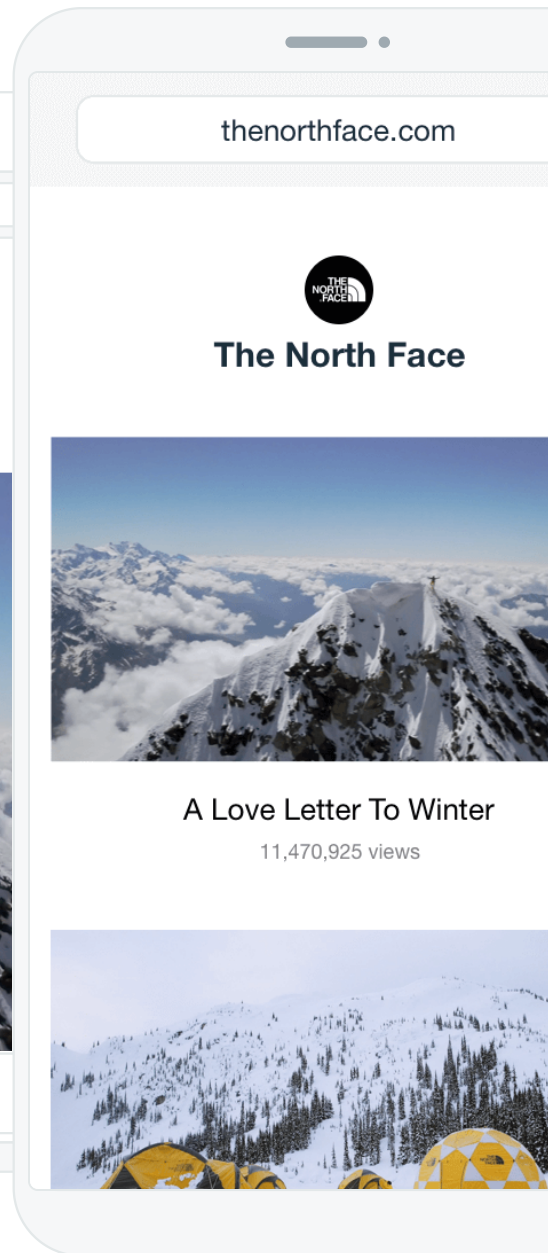 thenorthface.com
THE
NORTH
FACE
The North Face
A Love Letter To Winter
11,470,925 views